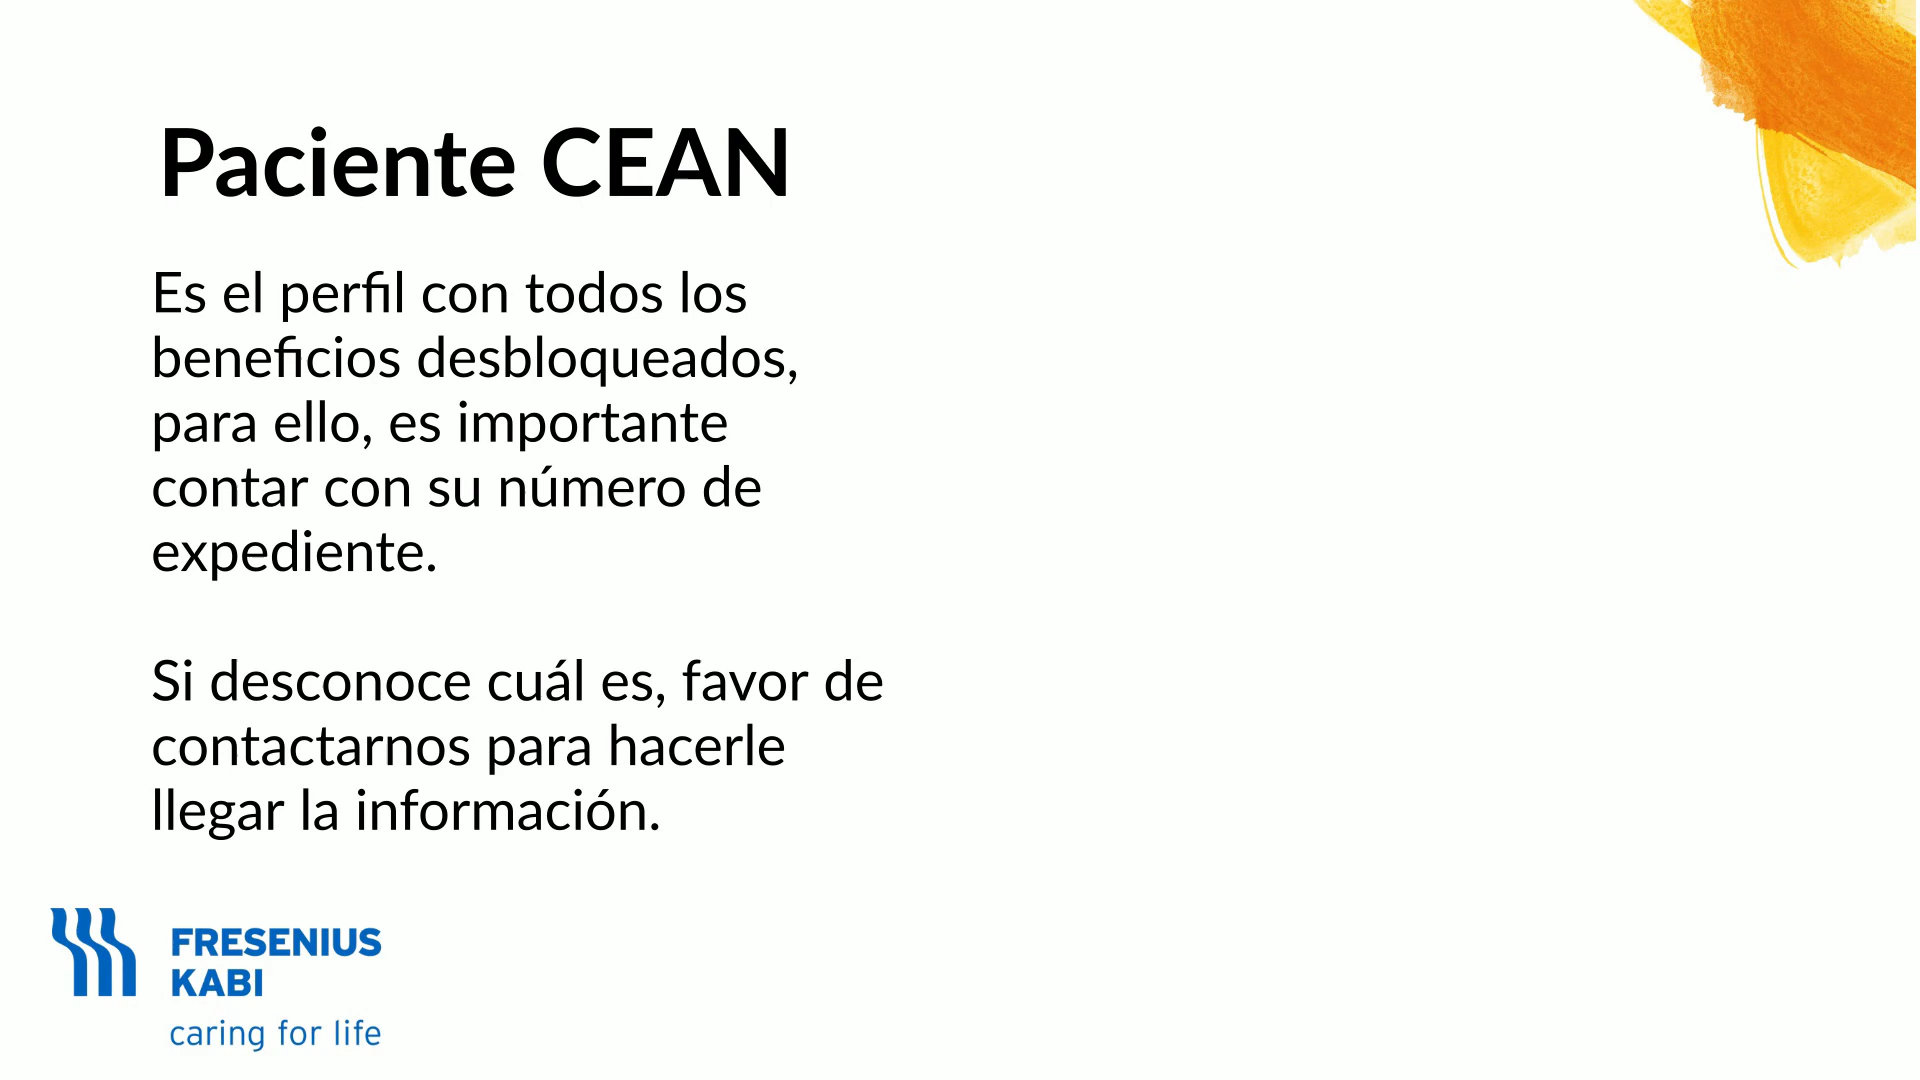 Paciente CEAN
Es el perfil con todos los
beneficios desbloqueados,
para ello, es importante
contar con su número de
expediente.
Si desconoce cuál es, favor de
contactarnos para hacerle
llegar la información.
FRESENIUS
KABI
caring for life